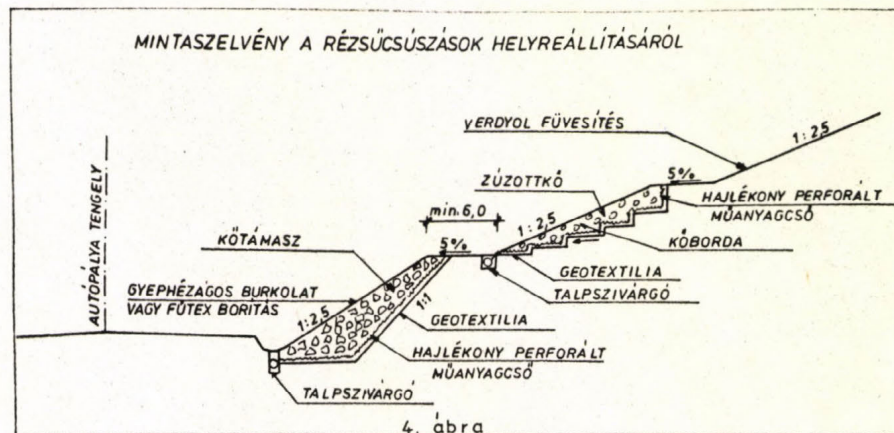 MINTASZELVÉNY A RÉZSŰCSÚSZÁSOK HELYREÁLLÍTÁSÁRÓL
VERDYOL FÜVESÍTÉS
1:2,5
AUTÓPÁLYA TENGELY
ZÚZOTTKŐ
5%
HAJLÉKONY PERFORÁLT
MŰANYAGCSŐ
min. 6,0
1:2,5
KŐTÁMASZ
5%
KŐBORDA
GEOTEXTILIA
TALPSZIVÁRGÓ
GYEPHÉZAGOS BURKOLAT
VAGY FŰTEX BORÍTÁS
1:2,5
1:1
GEOTEXTILIA
HAJLÉKONY PERFORÁLT
MŰANYAGCSŐ
TALPSZIVÁRGÓ
4. ábra